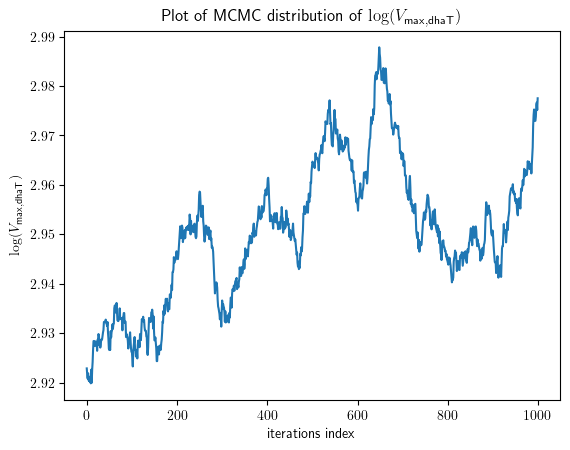 Plot of MCMC distribution of log(V_max,dhaT)
2.99
2.98
2.97
2.96
2.95
2.94
2.93
2.92
log(V_max,dhaT)
0 200 400 600 800 1000
iterations index